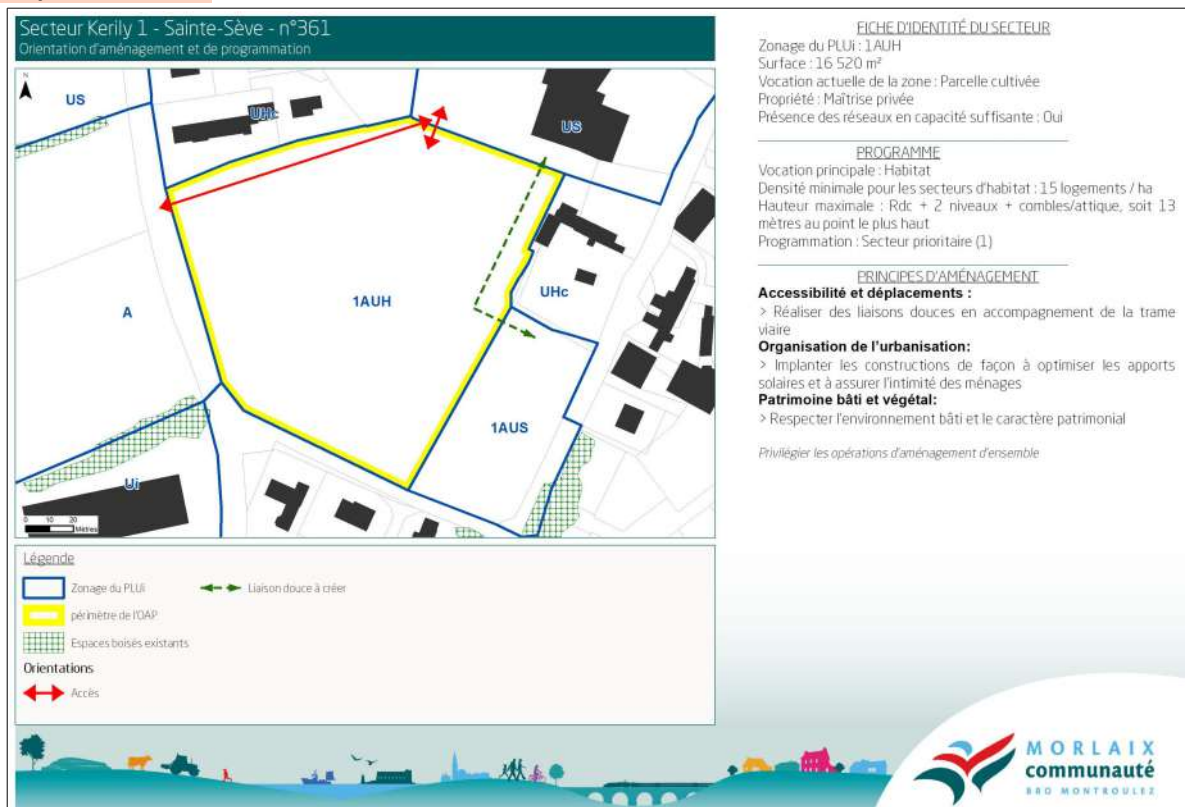 Secteur Kerily 1 - Sainte-Sève - n°361
Orientation d'aménagement et de programmation
N
US
UHc
US
1AUH
UHc
A
1AUS
Ui
0 10 20
Mètres
Légende
Zonage du PLUi
Liaison douce à créer
périmètre de l'OAP
Espaces boisés existants
Orientations
Accès
FICHE D'IDENTITÉ DU SECTEUR
Zonage du PLUi : 1AUH
Surface : 16 520 m²
Vocation actuelle de la zone : Parcelle cultivée
Propriété : Maîtrise privée
Présence des réseaux en capacité suffisante : Oui
PROGRAMME
Vocation principale : Habitat
Densité minimale pour les secteurs d'habitat : 15 logements / ha
Hauteur maximale : Rdc + 2 niveaux + combles/attique, soit 13
mètres au point le plus haut
Programmation : Secteur prioritaire (1)
PRINCIPES D'AMÉNAGEMENT
Accessibilité et déplacements :
> Réaliser des liaisons douces en accompagnement de la trame
viaire
Organisation de l'urbanisation:
> Implanter les constructions de façon à optimiser les apports
solaires et à assurer l'intimité des ménages
Patrimoine bâti et végétal:
> Respecter l'environnement bâti et le caractère patrimonial
Privilégier les opérations d'aménagement d'ensemble
MORLAIX
communauté
BRO MONTROULEZ